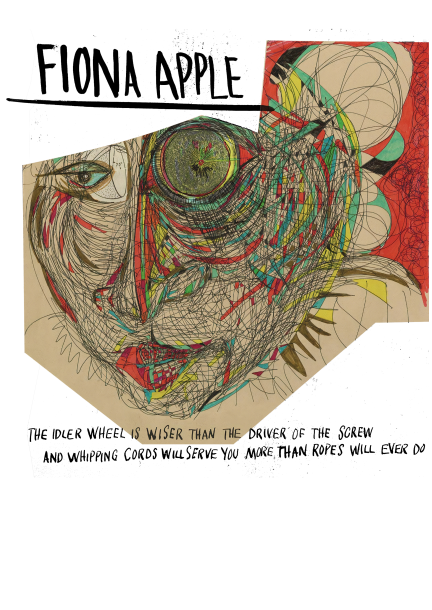 FIONA APPLE
THE IDLER WHEEL IS WISER THAN THE DRIVER OF THE SCREW
AND WHIPPING CORDS WILL SERVE YOU MORE THAN ROPES WILL EVER DO